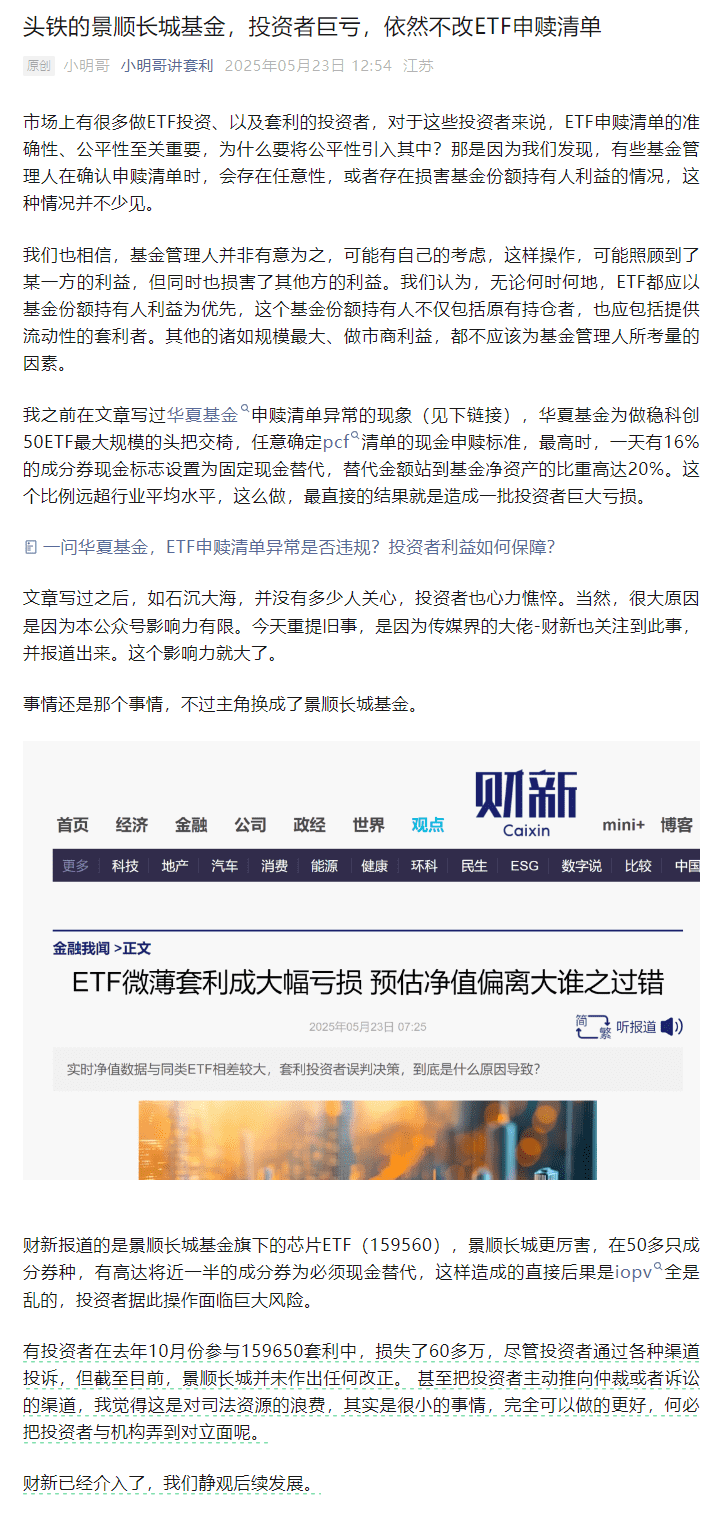 头铁的景顺长城基金，投资者巨亏，依然不改ETF申赎清单
原创 小明哥 小明哥讲套利 2025年05月23日 12:54 江苏
市场上有很多做ETF投资、以及套利的投资者，对于这些投资者来说，ETF申赎清单的准
确性、公平性至关重要，为什么要将公平性引入其中？那是因为我们发现，有些基金管
理人在确认申赎清单时，会存在任意性，或者存在损害基金份额持有人利益的情况，这
种情况并不少见。
我们也相信，基金管理人并非有意为之，可能有自己的考虑，这样操作，可能照顾到了
某一方的利益，但同时也损害了其他方的利益。我们认为，无论何时何地，ETF都应以
基金份额持有人利益为优先，这个基金份额持有人不仅包括原有持仓者，也应包括提供
流动性的套利者。其他的诸如规模最大、做市商利益，都不应该为基金管理人所考量的
因素。
我之前在文章写过华夏基金申赎清单异常的现象（见下链接），华夏基金为做稳科创
50ETF最大规模的头把交椅，任意确定pcf清单的现金申赎标准，最高时，一天有16%
的成分券现金标志设置为固定现金替代，替代金额站到基金净资产的比重高达20%。这
个比例远超行业平均水平，这么做，最直接的结果就是造成一批投资者巨大亏损。
一问华夏基金，ETF申赎清单异常是否违规？投资者利益如何保障？
文章写过之后，如石沉大海，并没有多少人关心，投资者也心力憔悴。当然，很大原因
是因为本公众号影响力有限。今天重提旧事，是因为传媒界的大佬-财新也关注到此事，
并报道出来。这个影响力就大了。
事情还是那个事情，不过主角换成了景顺长城基金。
财新
Caixin
首页 经济 金融 公司 政经 世界 观点 mini+ 博客
更多 科技 地产 汽车 消费 能源 健康 环科 民生 ESG 数字说 比较 中国
金融我闻 >正文
ETF微薄套利成大幅亏损 预估净值偏离大谁之过错
2025年05月23日 07:25 简 繁 听报道
实时净值数据与同类ETF相差较大，套利投资者误判决策，到底是什么原因导致？
财新报道的是景顺长城基金旗下的芯片ETF（159560），景顺长城更厉害，在50多只成
分券种，有高达将近一半的成分券为必须现金替代，这样造成的直接后果是iopv全是
乱的，投资者据此操作面临巨大风险。
有投资者在去年10月份参与159650套利中，损失了60多万，尽管投资者通过各种渠道
投诉，但截至目前，景顺长城并未作出任何改正。 甚至把投资者主动推向仲裁或者诉讼
的渠道，我觉得这是对司法资源的浪费，其实是很小的事情，完全可以做的更好，何必
把投资者与机构弄到对立面呢。
财新已经介入了，我们静观后续发展。